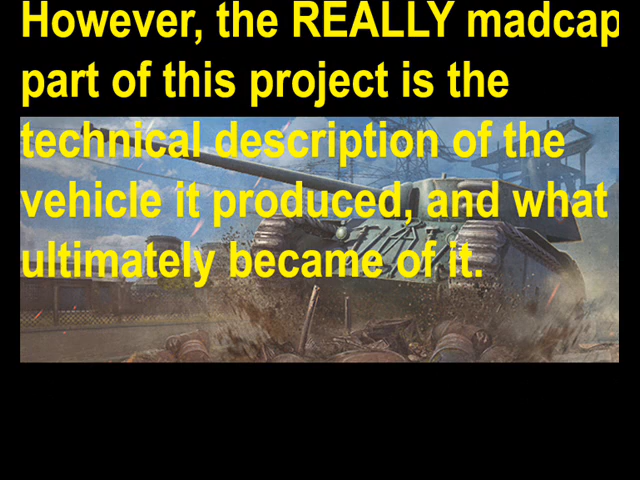 However, the REALLY madcap
part of this project is the
technical description of the
vehicle it produced, and what
ultimately became of it.